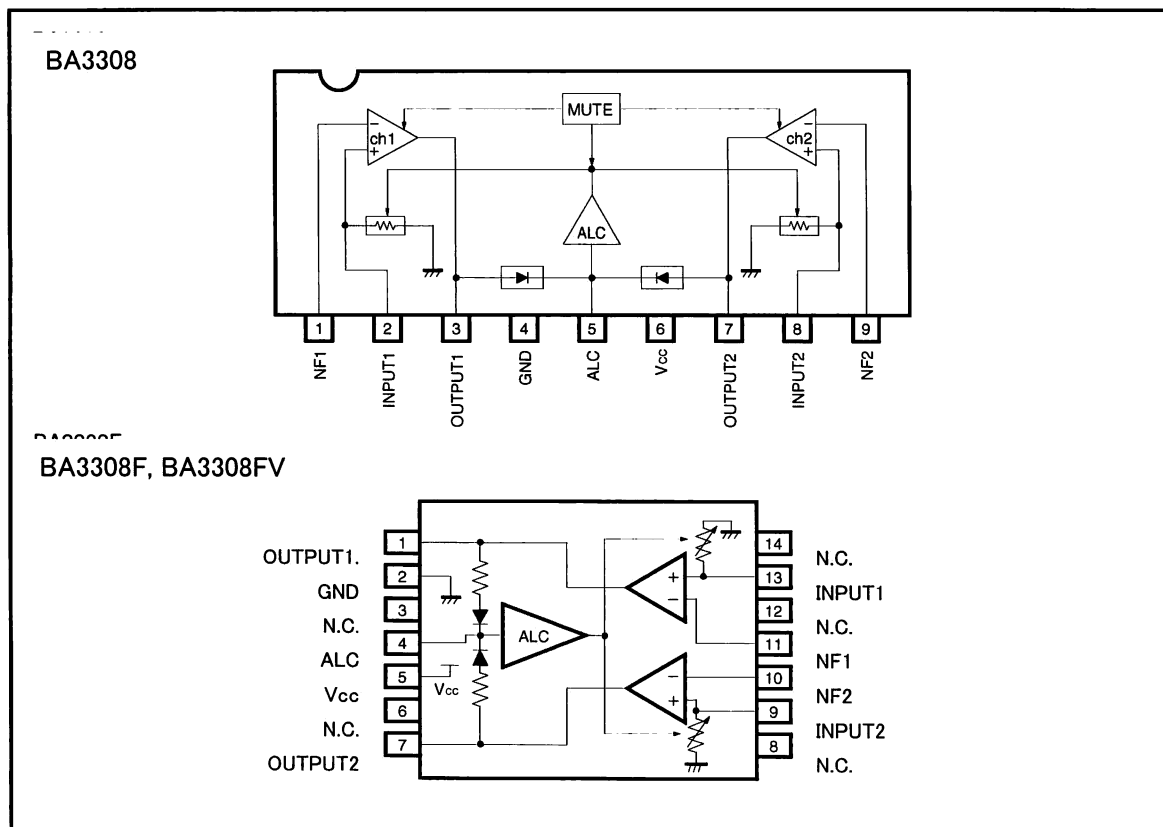 BA3308
MUTE
−
ch1
+
−
ch2
+
ALC
1 2 3 4 5 6 7 8 9
NF1
INPUT1
OUTPUT1
GND
ALC
Vcc
OUTPUT2
INPUT2
NF2
BA3308F, BA3308FV
1
OUTPUT1.
2
GND
3
N.C.
4
ALC
5
Vcc
6
N.C.
7
OUTPUT2
Vcc
ALC
+
−
−
+
14
N.C.
13
INPUT1
12
N.C.
11
NF1
10
NF2
9
INPUT2
8
N.C.